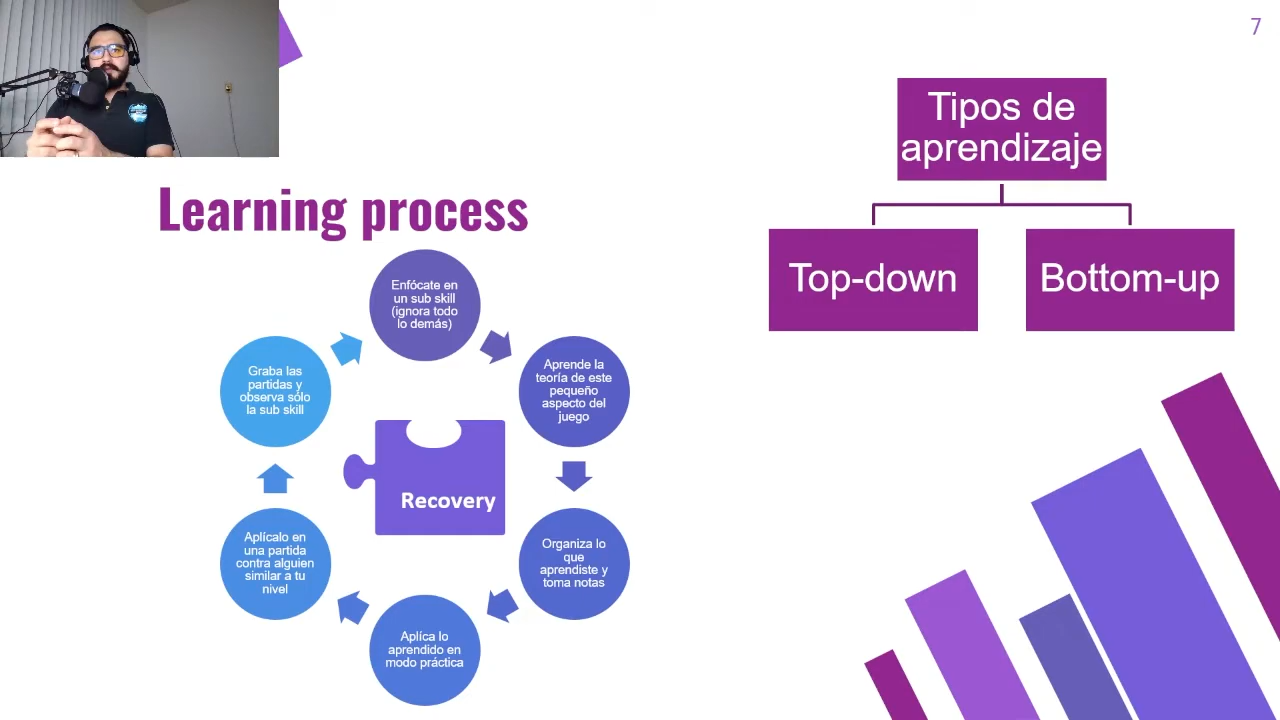 7
Tipos de
aprendizaje
Top-down
Bottom-up
Learning process
Enfócate en
un sub skill
(ignora todo
lo demás)
Aprende la
teoría de este
pequeño
aspecto del
juego
Organiza lo
que
aprendiste y
toma notas
Aplíca lo
aprendido en
modo práctica
Aplícalo en
una partida
contra alguien
similar a tu
nivel
Graba las
partidas y
observa sólo
la sub skill
Recovery